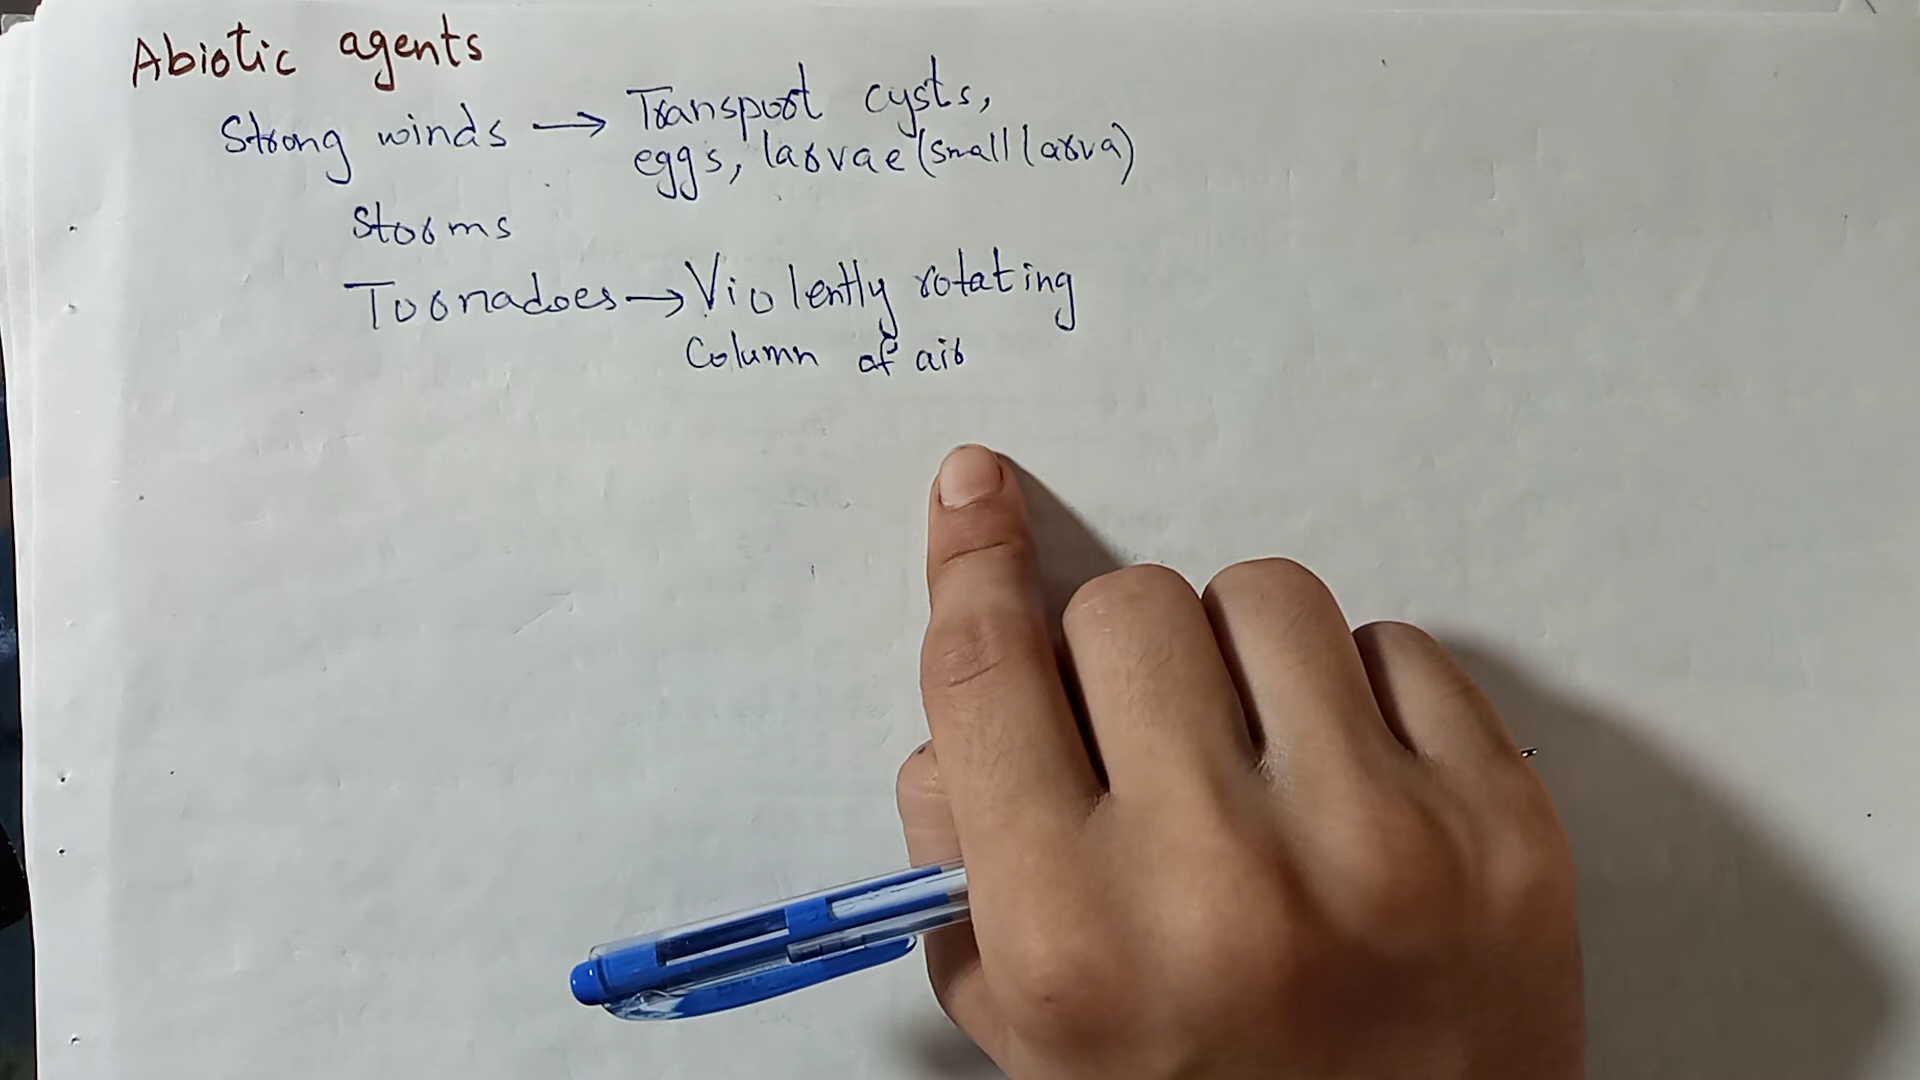 Abiotic agents
Strong winds → Transport cysts,
eggs, larvae (small larva)
Storms
Tornadoes → Violently rotating
Column of air